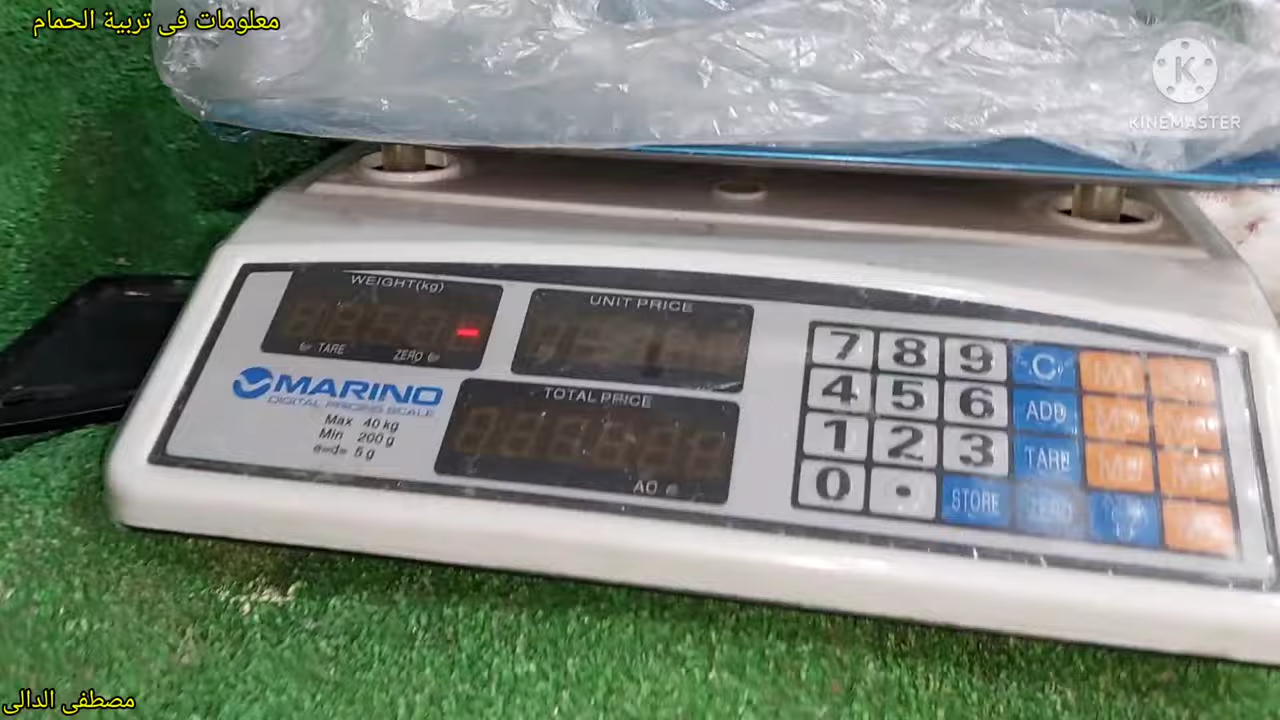 معلومات فى تربية الحمام
K
KINEMASTER
WEIGHT(kg)
UNIT PRICE
TARE
ZERO
MARINO
DIGITAL PRICING SCALE
Max 40 kg
Min 200 g
e=d= 5 g
TOTAL PRICE
7 8 9 C M1
4 5 6 ADD
1 2 3 TARE
0 . STORE ZERO
مصطفى الدالى